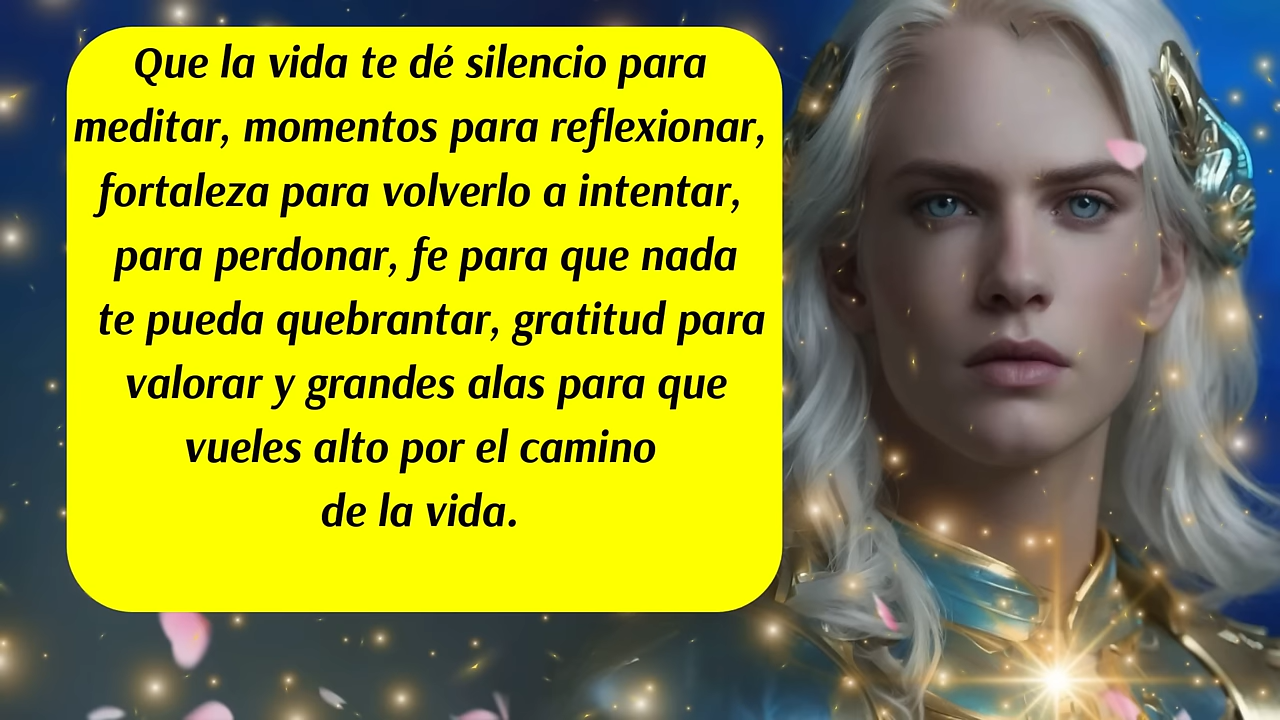 Que la vida te dé silencio para
meditar, momentos para reflexionar,
fortaleza para volverlo a intentar,
para perdonar, fe para que nada
te pueda quebrantar, gratitud para
valorar y grandes alas para que
vueles alto por el camino
de la vida.